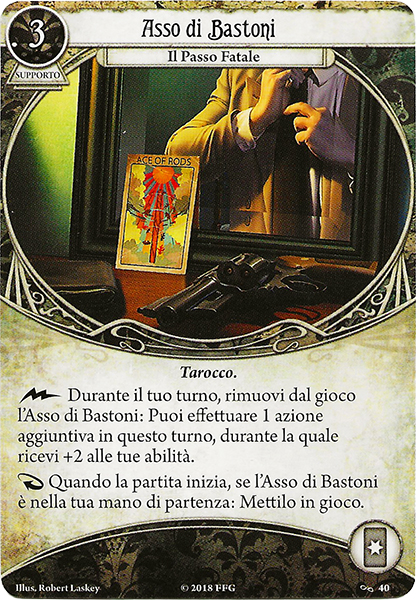 3
Asso di Bastoni
SUPPORTO
Il Passo Fatale
ACE OF RODS
Tarocco.
Durante il tuo turno, rimuovi dal gioco
l'Asso di Bastoni: Puoi effettuare 1 azione
aggiuntiva in questo turno, durante la quale
ricevi +2 alle tue abilità.
Quando la partita inizia, se l'Asso di Bastoni
è nella tua mano di partenza: Mettilo in gioco.
Illus. Robert Laskey
© 2018 FFG
40